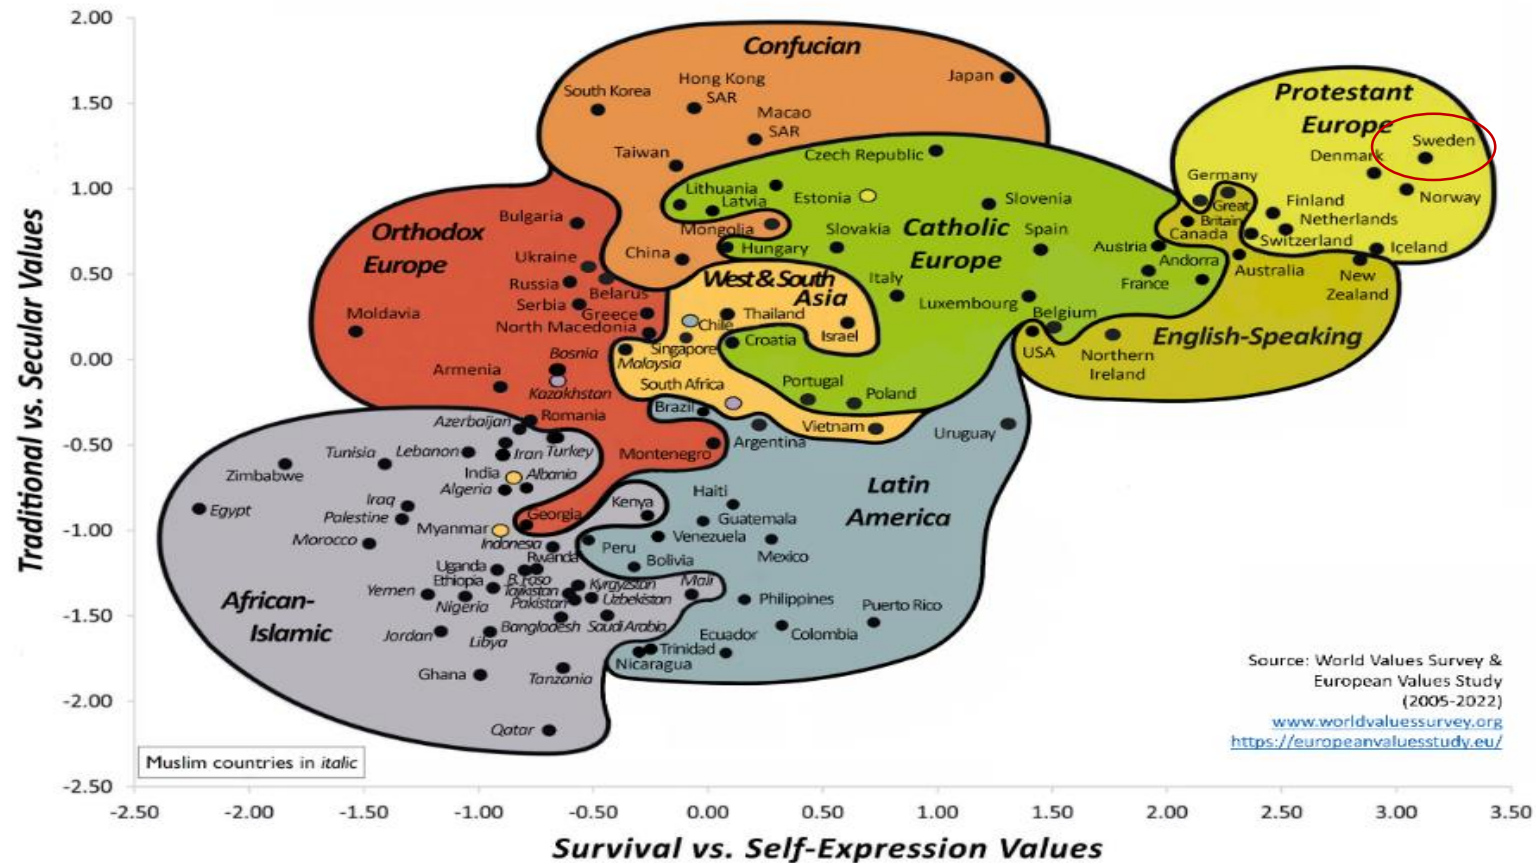 2.00
1.50
1.00
0.50
0.00
-0.50
-1.00
-1.50
-2.00
-2.50
Traditional vs. Secular Values
Confucian
South Korea
Hong Kong
SAR
Macao
SAR
Japan
Taiwan
Mongolia
China
Protestant
Europe
Sweden
Denmark
Norway
Germany
Finland
Netherlands
Switzerland
Iceland
Great
Britain
Canada
Australia
New
Zealand
English-Speaking
USA
Northern
Ireland
Catholic
Europe
Czech Republic
Lithuania
Latvia
Estonia
Slovenia
Hungary
Slovakia
Spain
Austria
Andorra
France
Italy
Luxembourg
Belgium
Croatia
Portugal
Poland
Orthodox
Europe
Bulgaria
Ukraine
Russia
Belarus
Serbia
Greece
North Macedonia
Moldavia
Bosnia
Armenia
Kazakhstan
Romania
Montenegro
Georgia
West & South
Asia
Thailand
Chile
Israel
Singapore
Malaysia
South Africa
Vietnam
Latin
America
Brazil
Argentina
Uruguay
Haiti
Guatemala
Venezuela
Mexico
Peru
Bolivia
Philippines
Puerto Rico
Ecuador
Colombia
Trinidad
Nicaragua
African-
Islamic
Azerbaijan
Tunisia
Lebanon
Iran
Turkey
Zimbabwe
India
Albania
Algeria
Egypt
Iraq
Palestine
Myanmar
Kenya
Morocco
Indonesia
Rwanda
Uganda
Ethiopia
B. Faso
Tajikistan
Kyrgyzstan
Mali
Yemen
Nigeria
Pakistan
Uzbekistan
Jordan
Libya
Bangladesh
Saudi Arabia
Ghana
Tanzania
Qatar
Muslim countries in italic
Source: World Values Survey &
European Values Study
(2005-2022)
www.worldvaluessurvey.org
https://europeanvaluesstudy.eu/
-2.50 -2.00 -1.50 -1.00 -0.50 0.00 0.50 1.00 1.50 2.00 2.50 3.00 3.50
Survival vs. Self-Expression Values